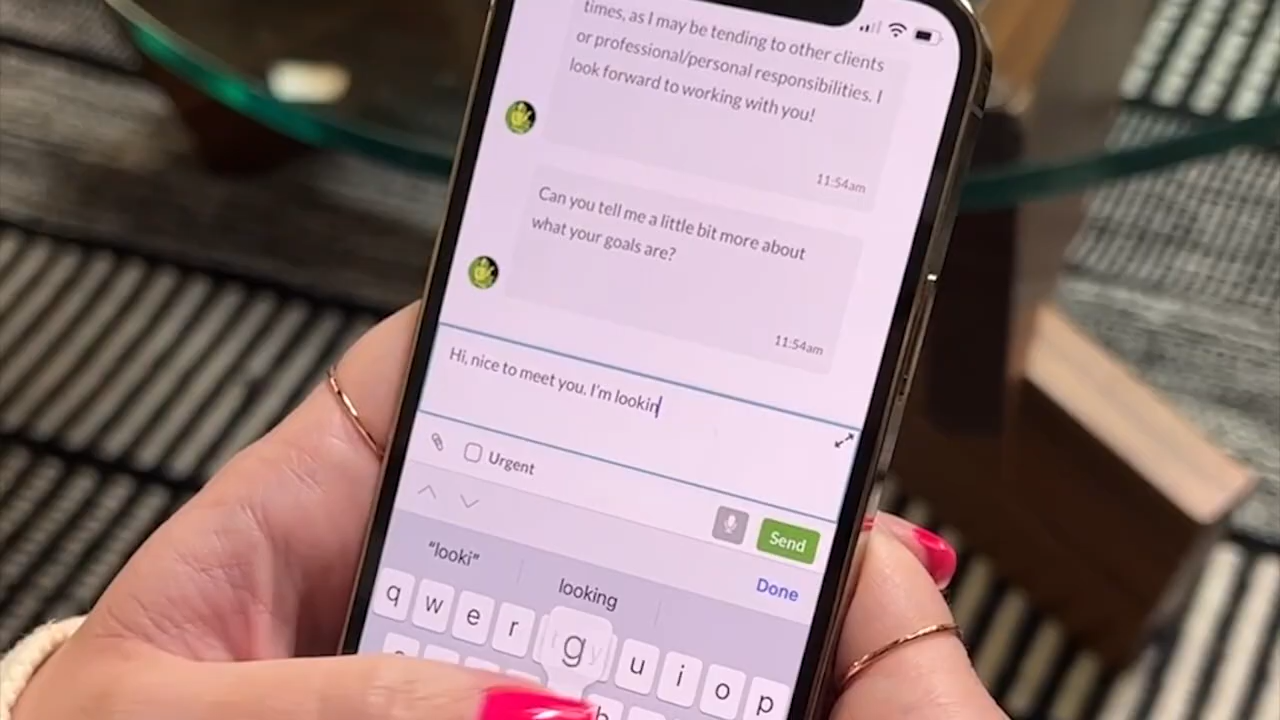 times, as I may be tending to other clients
or professional/personal responsibilities. I
look forward to working with you!
11:54am
Can you tell me a little bit more about
what your goals are?
11:54am
Hi, nice to meet you. I'm lookin
Urgent
Send
Done
"looki" looking
q w e r g y u i o p